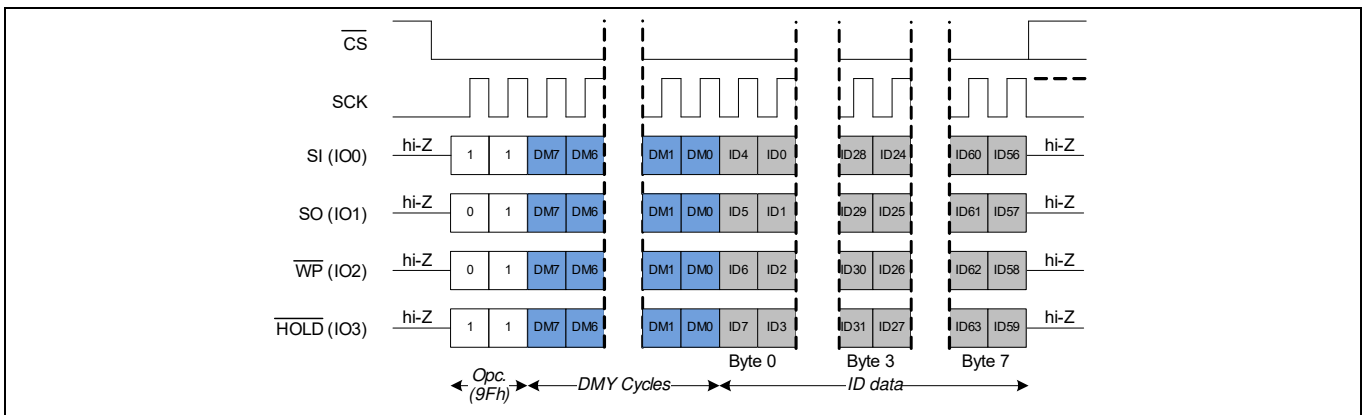 CS
SCK
SI (IO0) hi-Z 1 1 DM7 DM6 DM1 DM0 ID4 ID0 ID28 ID24 ID60 ID56 hi-Z
SO (IO1) hi-Z 0 1 DM7 DM6 DM1 DM0 ID5 ID1 ID29 ID25 ID61 ID57 hi-Z
WP (IO2) hi-Z 0 1 DM7 DM6 DM1 DM0 ID6 ID2 ID30 ID26 ID62 ID58 hi-Z
HOLD (IO3) hi-Z 1 1 DM7 DM6 DM1 DM0 ID7 ID3 ID31 ID27 ID63 ID59 hi-Z
Byte 0 Byte 3 Byte 7
Opc. DMY Cycles ID data
(9Fh)